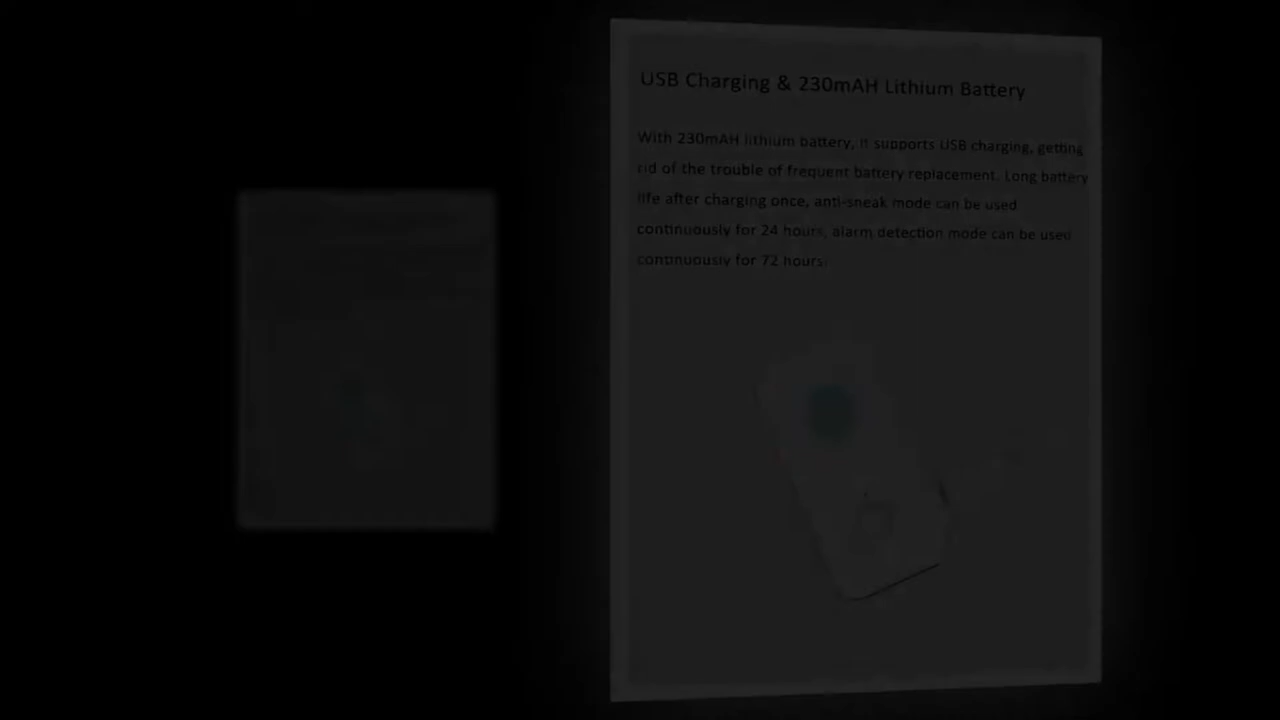 USB Charging & 230mAH Lithium Battery
With 230mAH lithium battery, it supports USB charging, getting
rid of the trouble of frequent battery replacement. Long battery
life after charging once, anti-sneak mode can be used
continuously for 24 hours, alarm detection mode can be used
continuously for 72 hours.